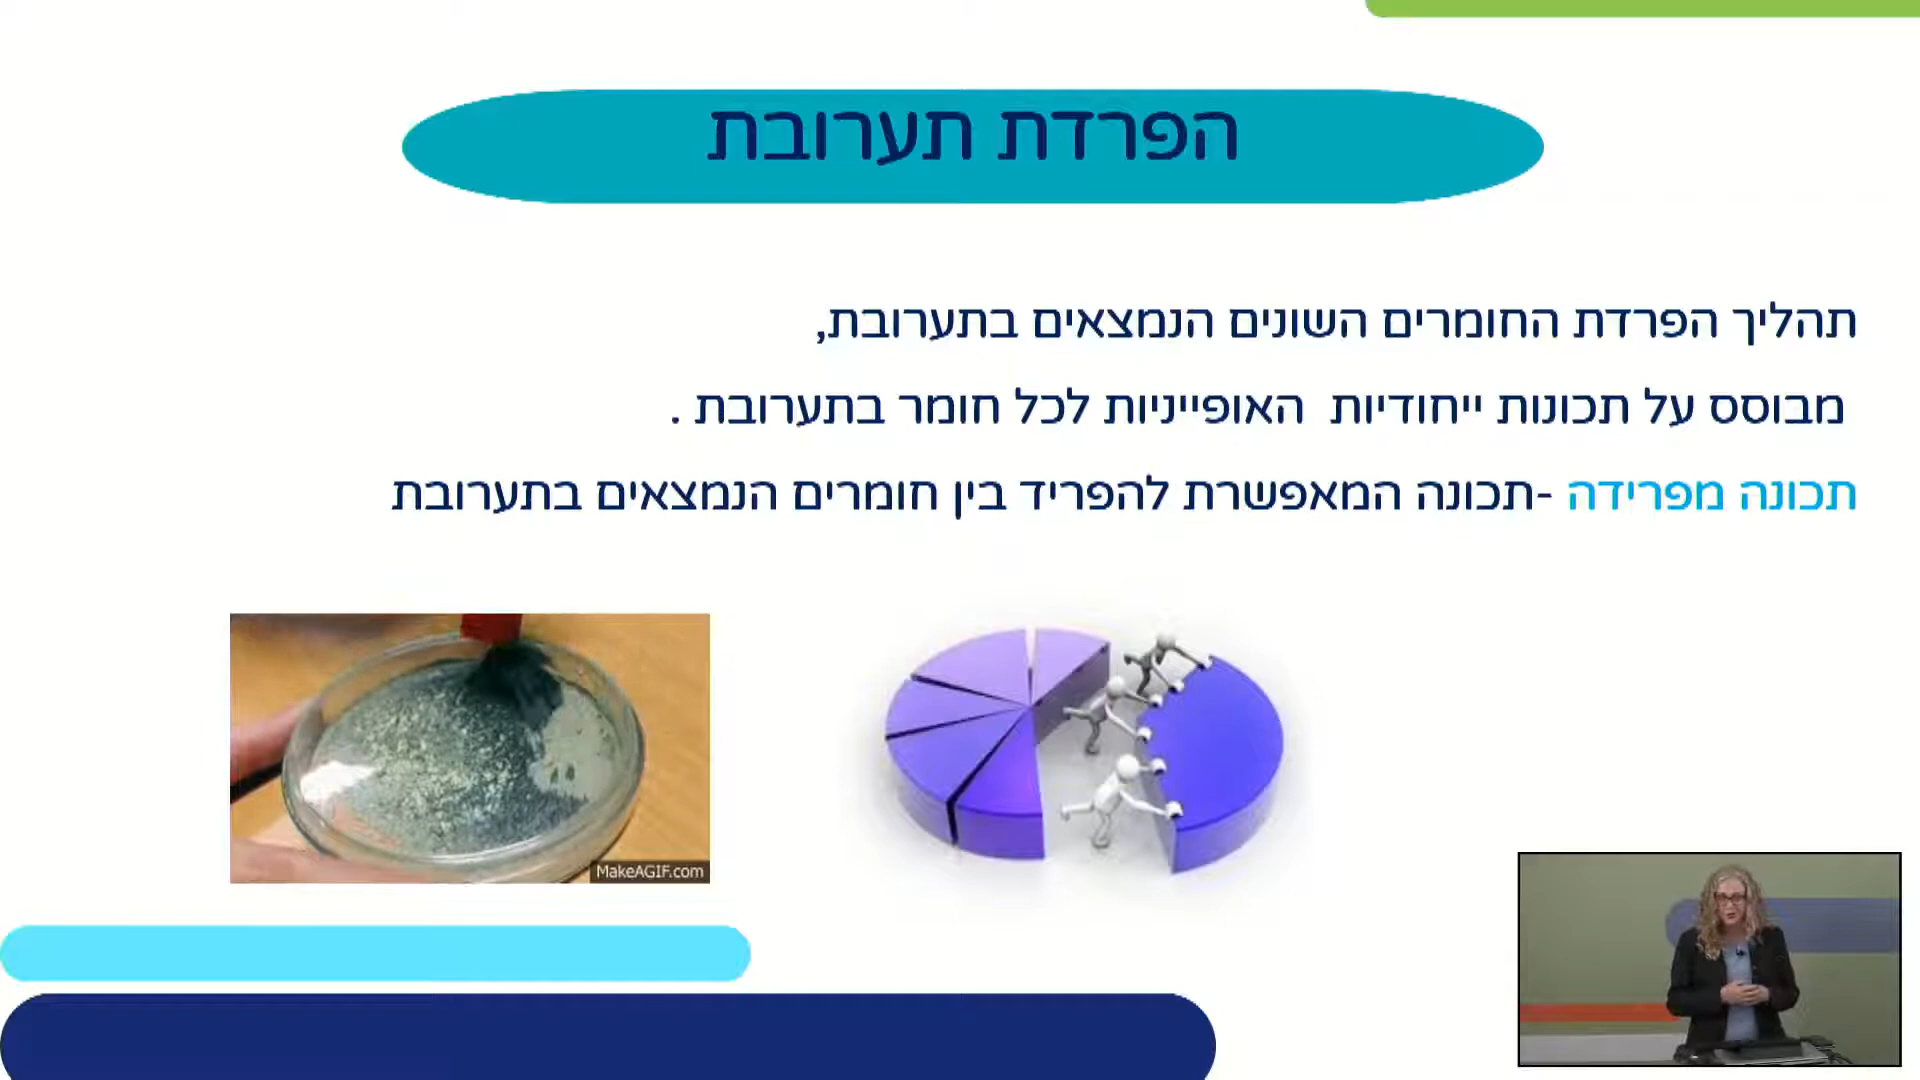 הפרדת תערובת
תהליך הפרדת החומרים השונים הנמצאים בתערובת,
מבוסס על תכונות ייחודיות האופייניות לכל חומר בתערובת .
תכונה מפרידה -תכונה המאפשרת להפריד בין חומרים הנמצאים בתערובת
MakeAGIF.com